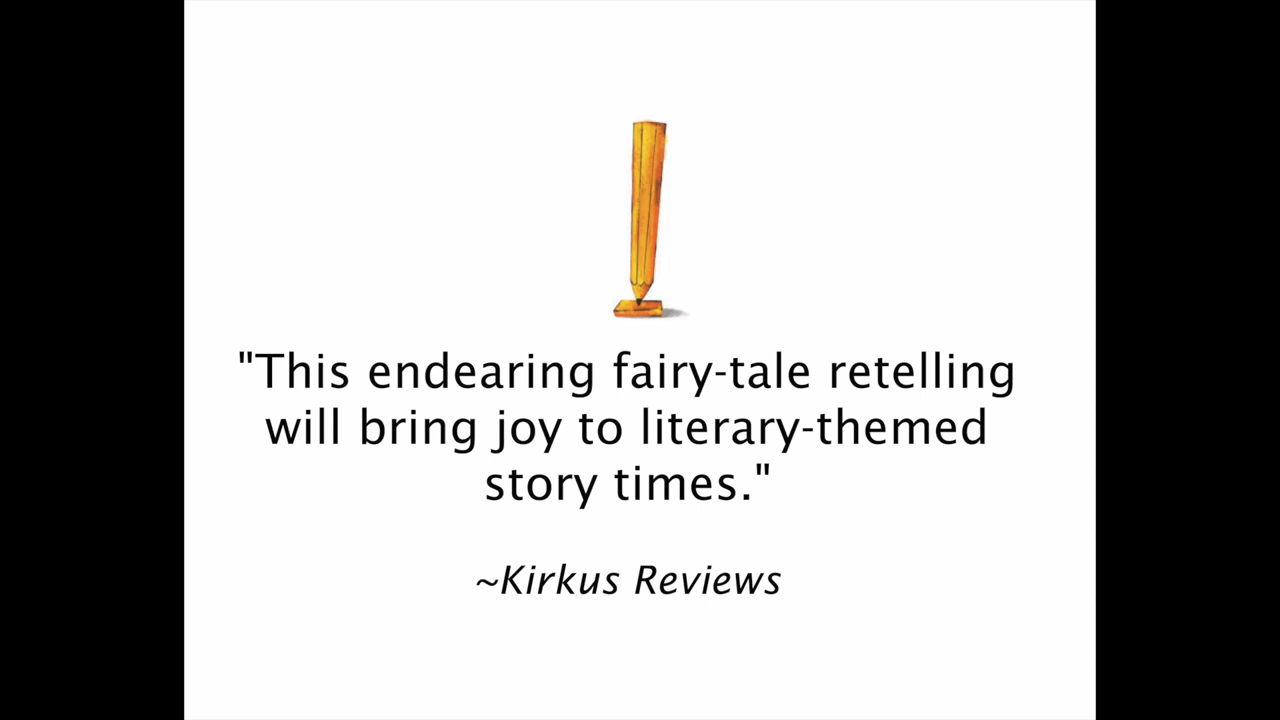 "This endearing fairy-tale retelling
will bring joy to literary-themed
story times."
~Kirkus Reviews